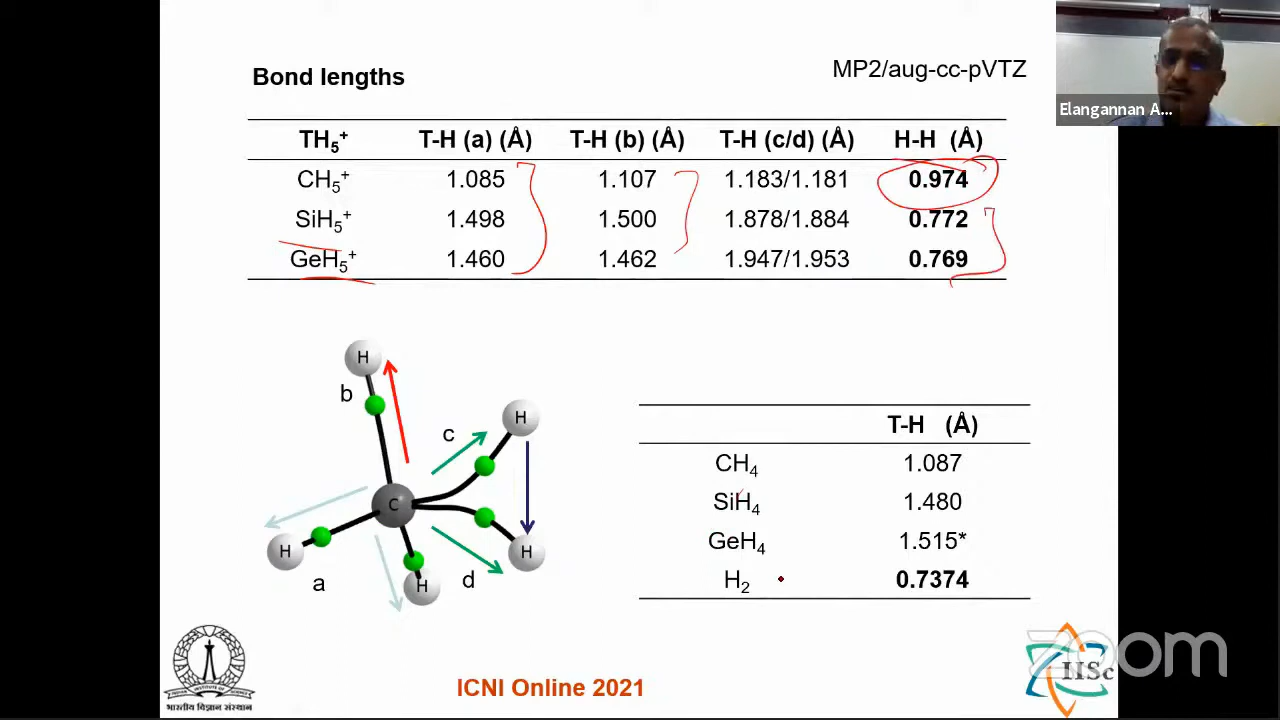 Bond lengths
MP2/aug-cc-pVTZ
Elangannan A...
TH5+ T-H (a) (Å) T-H (b) (Å) T-H (c/d) (Å) H-H (Å)
CH5+ 1.085 1.107 1.183/1.181 0.974
SiH5+ 1.498 1.500 1.878/1.884 0.772
GeH5+ 1.460 1.462 1.947/1.953 0.769
H
b
H
c
C
H
H
H
a
d
T-H (Å)
CH4 1.087
SiH4 1.480
GeH4 1.515*
H2 0.7374
भारतीय विज्ञान संस्थान
ICNI Online 2021
zoom
IISc